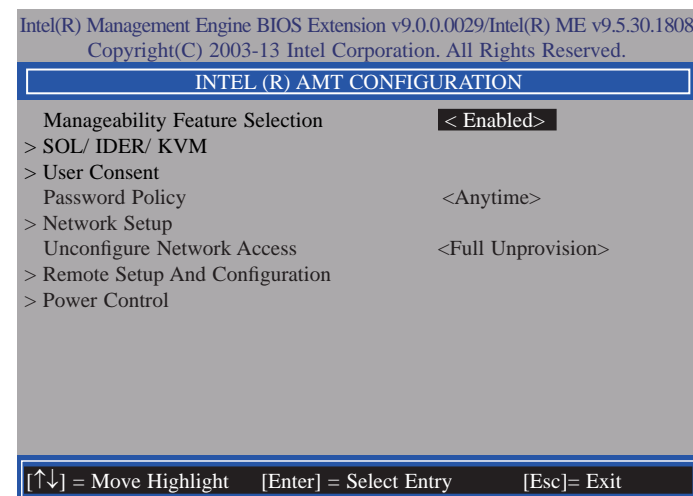 Intel(R) Management Engine BIOS Extension v9.0.0.0029/Intel(R) ME v9.5.30.1808
Copyright(C) 2003-13 Intel Corporation. All Rights Reserved.
INTEL (R) AMT CONFIGURATION
Manageability Feature Selection < Enabled>
> SOL/ IDER/ KVM
> User Consent
Password Policy <Anytime>
> Network Setup
Unconfigure Network Access <Full Unprovision>
> Remote Setup And Configuration
> Power Control
[↑↓] = Move Highlight [Enter] = Select Entry [Esc]= Exit